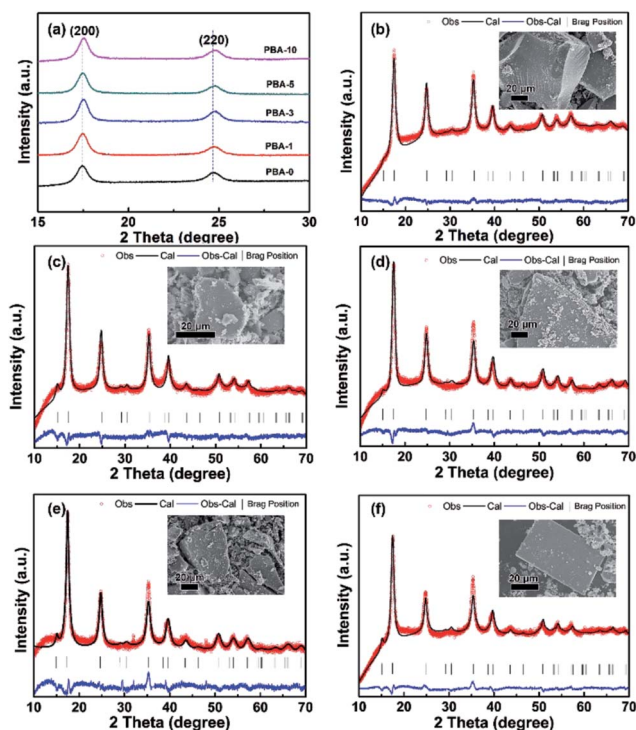 (a)
(200)
(220)
PBA-10
PBA-5
PBA-3
PBA-1
PBA-0
Intensity (a.u.)
15 18 21 24 27 30
2 Theta (degree)
(b)
Obs Cal Obs-Cal Brag Position
20 μm
Intensity (a.u.)
10 20 30 40 50 60 70
2 Theta (degree)
(c)
Obs Cal Obs-Cal Brag Position
20 μm
Intensity (a.u.)
10 20 30 40 50 60 70
2 Theta (degree)
(d)
Obs Cal Obs-Cal Brag Position
20 μm
Intensity (a.u.)
10 20 30 40 50 60 70
2 Theta (degree)
(e)
Obs Cal Obs-Cal Brag Position
20 μm
Intensity (a.u.)
10 20 30 40 50 60 70
2 Theta (degree)
(f)
Obs Cal Obs-Cal Brag Position
20 μm
Intensity (a.u.)
10 20 30 40 50 60 70
2 Theta (degree)